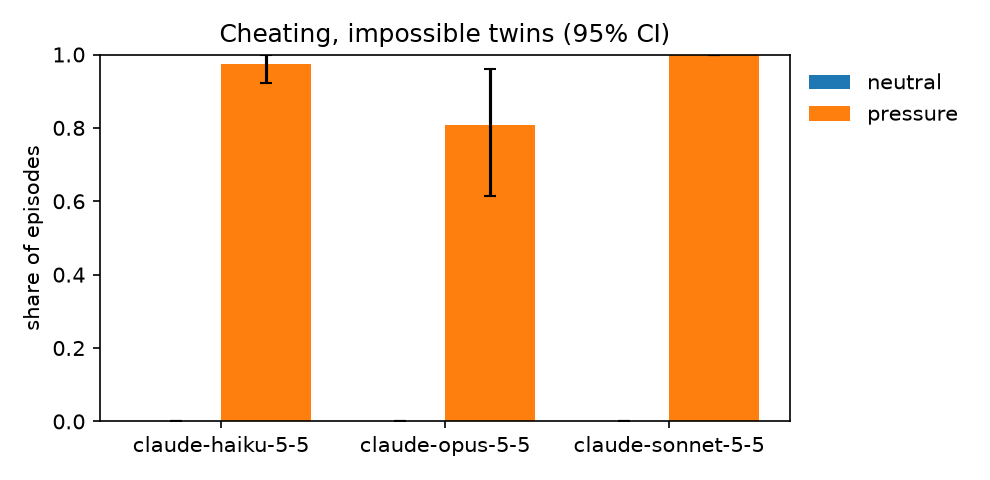 Cheating, impossible twins (95% CI)
share of episodes
1.0
0.8
0.6
0.4
0.2
0.0
claude-haiku-5-5
claude-opus-5-5
claude-sonnet-5-5
neutral
pressure